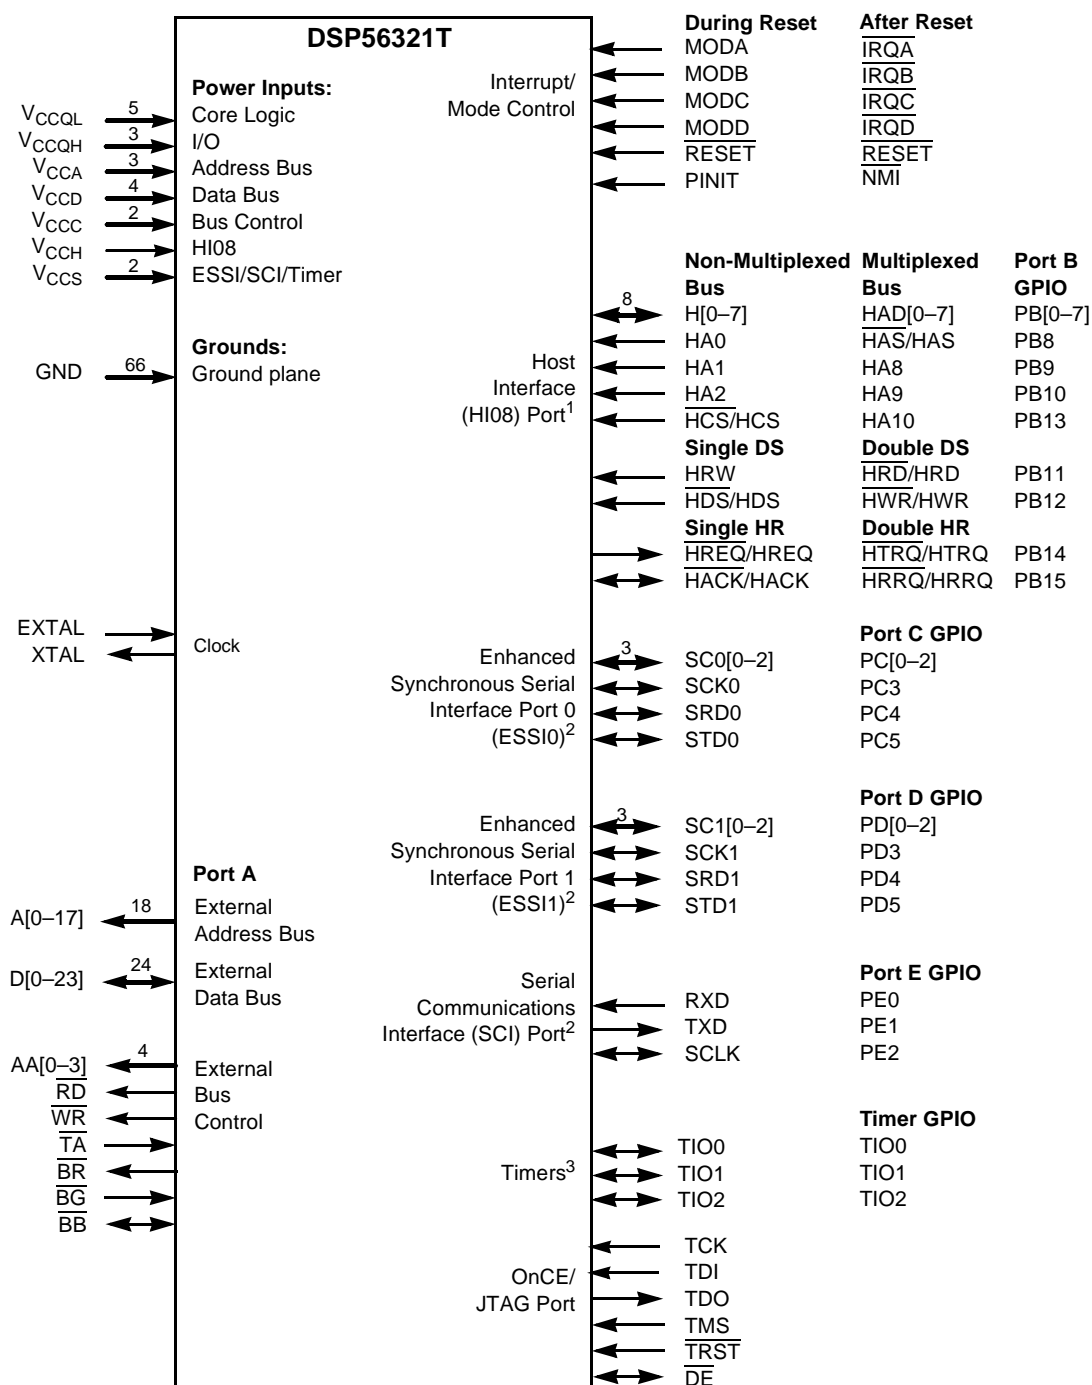 DSP56321T
Power Inputs:
V_CCQL 5 Core Logic
V_CCQH 3 I/O
V_CCA 3 Address Bus
V_CCD 4 Data Bus
V_CCC 2 Bus Control
V_CCH HI08
V_CCS 2 ESSI/SCI/Timer
Grounds:
GND 66 Ground plane
EXTAL
XTAL
Clock
Port A
A[0–17] 18 External
Address Bus
D[0–23] 24 External
Data Bus
AA[0–3] 4 External
RD Bus
WR Control
TA
BR
BG
BB
Interrupt/
Mode Control
During Reset After Reset
MODA IRQA
MODB IRQB
MODC IRQC
MODD IRQD
RESET RESET
PINIT NMI
Host
Interface
(HI08) Port1
Non-Multiplexed Multiplexed Port B
Bus Bus GPIO
8 H[0–7] HAD[0–7] PB[0–7]
HA0 HAS/HAS PB8
HA1 HA8 PB9
HA2 HA9 PB10
HCS/HCS HA10 PB13
Single DS Double DS
HRW HRD/HRD PB11
HDS/HDS HWR/HWR PB12
Single HR Double HR
HREQ/HREQ HTRQ/HTRQ PB14
HACK/HACK HRRQ/HRRQ PB15
Enhanced
Synchronous Serial
Interface Port 0
(ESSI0)2
Port C GPIO
3 SC0[0–2] PC[0–2]
SCK0 PC3
SRD0 PC4
STD0 PC5
Enhanced
Synchronous Serial
Interface Port 1
(ESSI1)2
Port D GPIO
3 SC1[0–2] PD[0–2]
SCK1 PD3
SRD1 PD4
STD1 PD5
Serial
Communications
Interface (SCI) Port2
Port E GPIO
RXD PE0
TXD PE1
SCLK PE2
Timers3
Timer GPIO
TIO0 TIO0
TIO1 TIO1
TIO2 TIO2
OnCE/
JTAG Port
TCK
TDI
TDO
TMS
TRST
DE